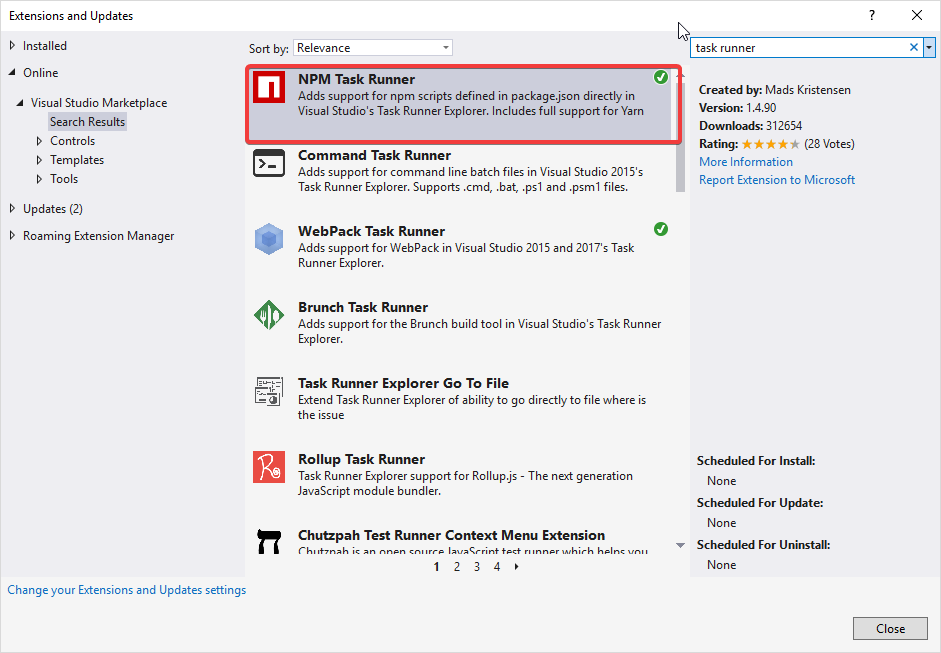 Extensions and Updates
?
Installed
Online
Visual Studio Marketplace
Search Results
Controls
Templates
Tools
Updates (2)
Roaming Extension Manager
Sort by: Relevance
NPM Task Runner
Adds support for npm scripts defined in package.json directly in
Visual Studio's Task Runner Explorer. Includes full support for Yarn
Command Task Runner
Adds support for command line batch files in Visual Studio 2015's
Task Runner Explorer. Supports .cmd, .bat, .ps1 and .psm1 files.
WebPack Task Runner
Adds support for WebPack in Visual Studio 2015 and 2017's Task
Runner Explorer.
Brunch Task Runner
Adds support for the Brunch build tool in Visual Studio's Task Runner
Explorer.
Task Runner Explorer Go To File
Extend Task Runner Explorer of ability to go directly to file where is
the issue
Rollup Task Runner
Task Runner Explorer support for Rollup.js - The next generation
JavaScript module bundler.
Chutzpah Test Runner Context Menu Extension
Chutzpah is an open source JavaScript test runner which helps you
1 2 3 4
task runner
Created by: Mads Kristensen
Version: 1.4.90
Downloads: 312654
Rating: (28 Votes)
More Information
Report Extension to Microsoft
Scheduled For Install:
None
Scheduled For Update:
None
Scheduled For Uninstall:
None
Change your Extensions and Updates settings
Close